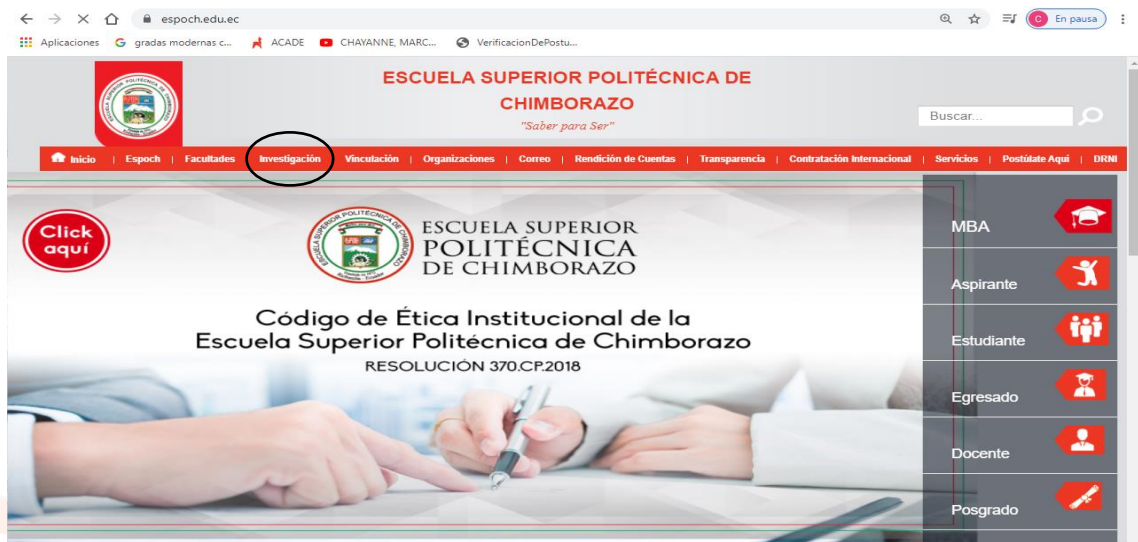 espoch.edu.ec
C En pausa
Aplicaciones G gradas modernas c... ACADE CHAYANNE, MARC... VerificacionDePostu...
ESCUELA SUPERIOR POLITÉCNICA DE
CHIMBORAZO
"Saber para Ser"
Buscar...
Inicio | Espoch | Facultades Investigación Vinculación | Organizaciones | Correo | Rendición de Cuentas | Transparencia | Contratación Internacional | Servicios | Postúlate Aquí | DRNI
Click
aquí
ESCUELA SUPERIOR
POLITÉCNICA
DE CHIMBORAZO
Código de Ética Institucional de la
Escuela Superior Politécnica de Chimborazo
RESOLUCIÓN 370.CP.2018
MBA
Aspirante
Estudiante
Egresado
Docente
Posgrado